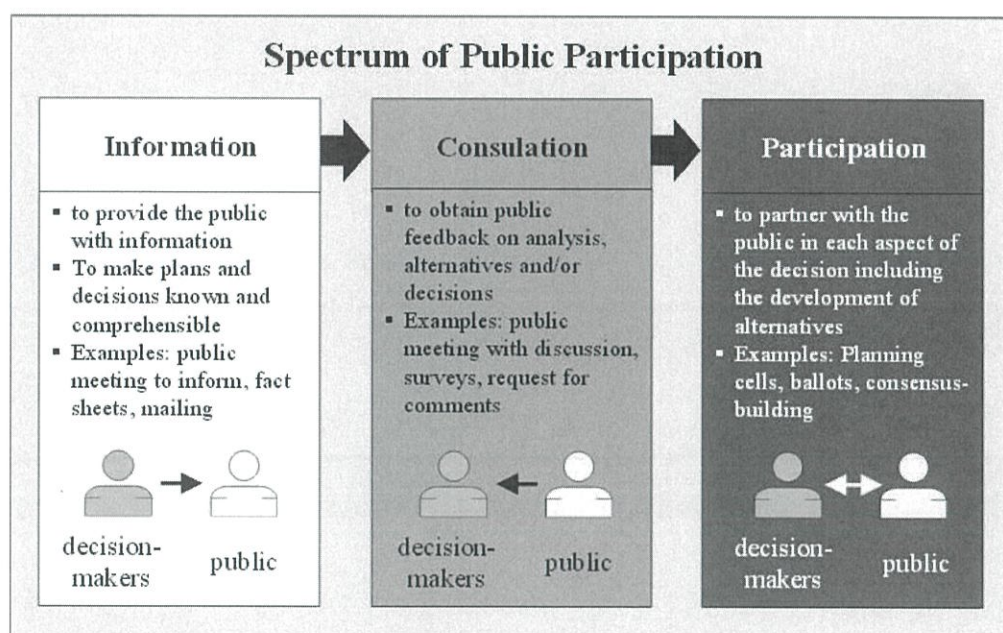 Spectrum of Public Participation
Information
▪ to provide the public
with information
▪ To make plans and
decisions known and
comprehensible
▪ Examples: public
meeting to inform, fact
sheets, mailing
decision-
makers
public
Consulation
▪ to obtain public
feedback on analysis,
alternatives and/or
decisions
▪ Examples: public
meeting with discussion,
surveys, request for
comments
decision-
makers
public
Participation
▪ to partner with the
public in each aspect of
the decision including
the development of
alternatives
▪ Examples: Planning
cells, ballots, consensus-
building
decision-
makers
public